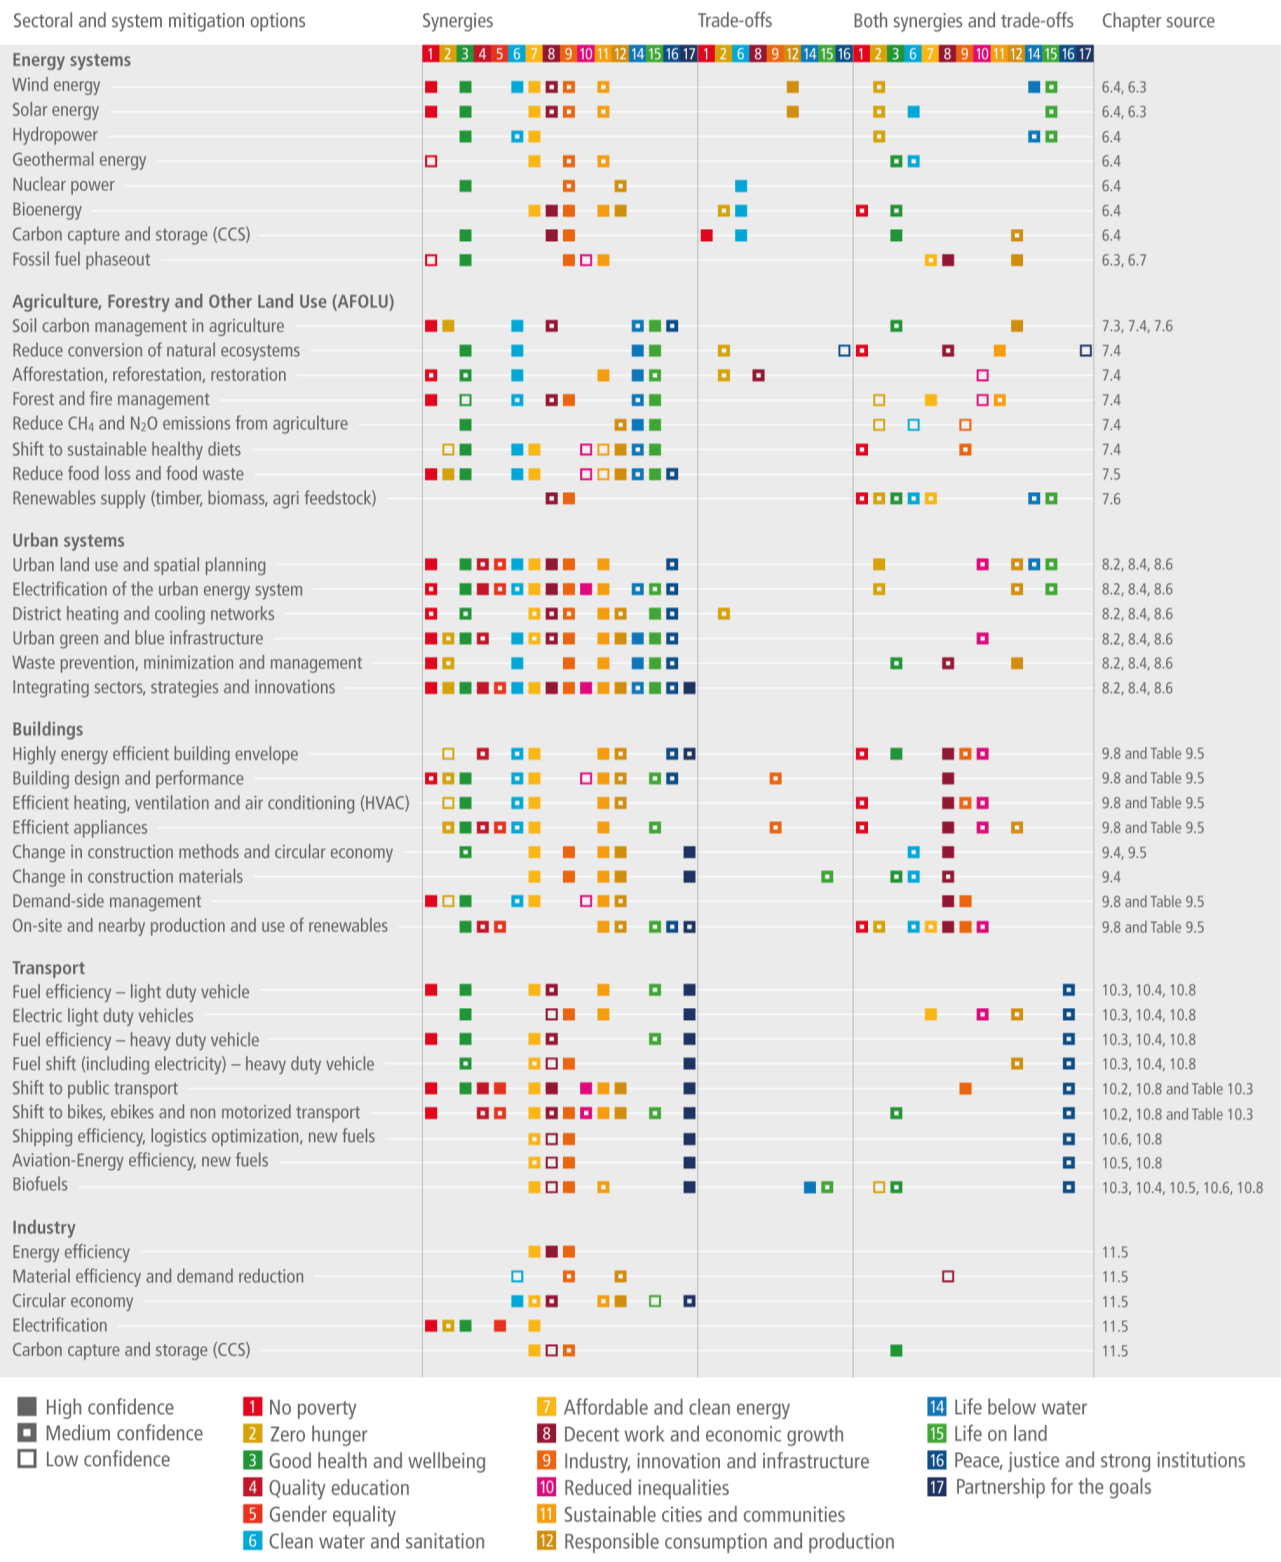 Sectoral and system mitigation options Synergies Trade-offs Both synergies and trade-offs Chapter source
Energy systems 1 2 3 4 5 6 7 8 9 10 11 12 14 15 16 17 1 2 6 8 9 12 14 15 16 1 2 3 6 7 8 9 10 11 12 14 15 16 17
Wind energy 6.4, 6.3
Solar energy 6.4, 6.3
Hydropower 6.4
Geothermal energy 6.4
Nuclear power 6.4
Bioenergy 6.4
Carbon capture and storage (CCS) 6.4
Fossil fuel phaseout 6.3, 6.7
Agriculture, Forestry and Other Land Use (AFOLU)
Soil carbon management in agriculture 7.3, 7.4, 7.6
Reduce conversion of natural ecosystems 7.4
Afforestation, reforestation, restoration 7.4
Forest and fire management 7.4
Reduce CH4 and N2O emissions from agriculture 7.4
Shift to sustainable healthy diets 7.4
Reduce food loss and food waste 7.5
Renewables supply (timber, biomass, agri feedstock) 7.6
Urban systems
Urban land use and spatial planning 8.2, 8.4, 8.6
Electrification of the urban energy system 8.2, 8.4, 8.6
District heating and cooling networks 8.2, 8.4, 8.6
Urban green and blue infrastructure 8.2, 8.4, 8.6
Waste prevention, minimization and management 8.2, 8.4, 8.6
Integrating sectors, strategies and innovations 8.2, 8.4, 8.6
Buildings
Highly energy efficient building envelope 9.8 and Table 9.5
Building design and performance 9.8 and Table 9.5
Efficient heating, ventilation and air conditioning (HVAC) 9.8 and Table 9.5
Efficient appliances 9.8 and Table 9.5
Change in construction methods and circular economy 9.4, 9.5
Change in construction materials 9.4
Demand-side management 9.8 and Table 9.5
On-site and nearby production and use of renewables 9.8 and Table 9.5
Transport
Fuel efficiency – light duty vehicle 10.3, 10.4, 10.8
Electric light duty vehicles 10.3, 10.4, 10.8
Fuel efficiency – heavy duty vehicle 10.3, 10.4, 10.8
Fuel shift (including electricity) – heavy duty vehicle 10.3, 10.4, 10.8
Shift to public transport 10.2, 10.8 and Table 10.3
Shift to bikes, ebikes and non motorized transport 10.2, 10.8 and Table 10.3
Shipping efficiency, logistics optimization, new fuels 10.6, 10.8
Aviation-Energy efficiency, new fuels 10.5, 10.8
Biofuels 10.3, 10.4, 10.5, 10.6, 10.8
Industry
Energy efficiency 11.5
Material efficiency and demand reduction 11.5
Circular economy 11.5
Electrification 11.5
Carbon capture and storage (CCS) 11.5
High confidence
Medium confidence
Low confidence
1 No poverty
2 Zero hunger
3 Good health and wellbeing
4 Quality education
5 Gender equality
6 Clean water and sanitation
7 Affordable and clean energy
8 Decent work and economic growth
9 Industry, innovation and infrastructure
10 Reduced inequalities
11 Sustainable cities and communities
12 Responsible consumption and production
14 Life below water
15 Life on land
16 Peace, justice and strong institutions
17 Partnership for the goals